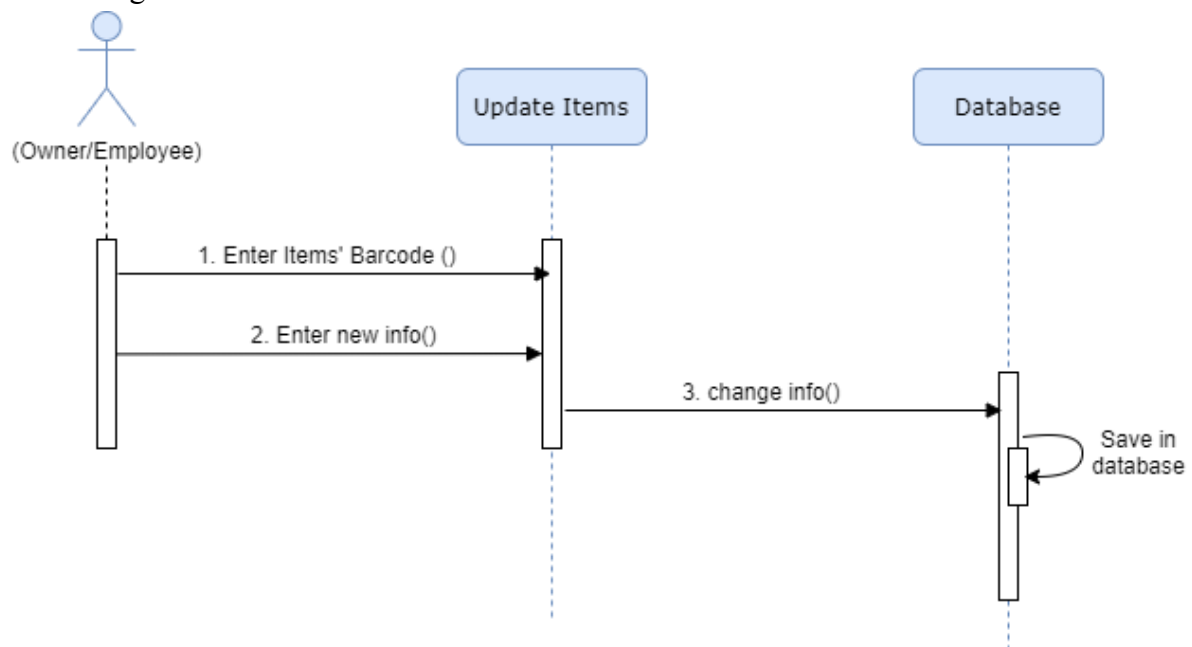 Update Items
Database
(Owner/Employee)
1. Enter Items' Barcode ()
2. Enter new info()
3. change info()
Save in
database